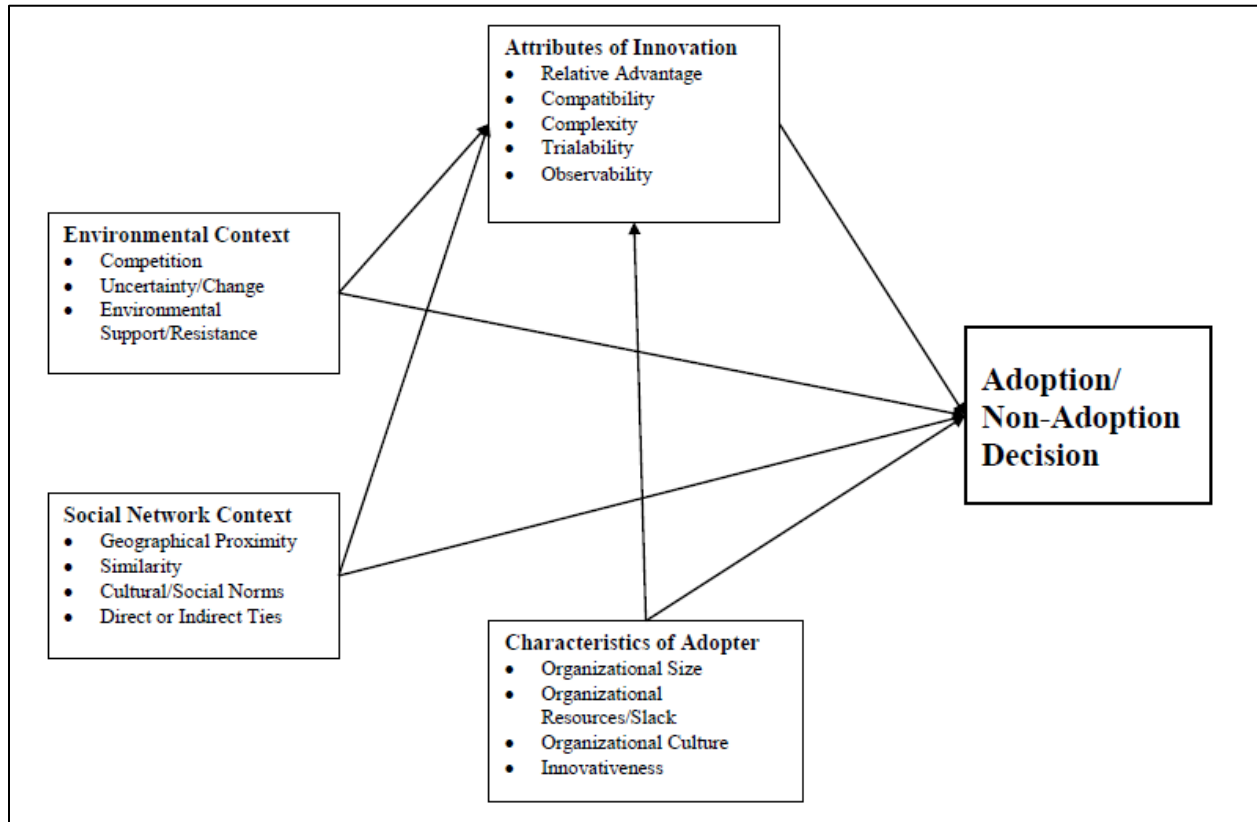 Attributes of Innovation
• Relative Advantage
• Compatibility
• Complexity
• Trialability
• Observability
Environmental Context
• Competition
• Uncertainty/Change
• Environmental
Support/Resistance
Adoption/
Non-Adoption
Decision
Social Network Context
• Geographical Proximity
• Similarity
• Cultural/Social Norms
• Direct or Indirect Ties
Characteristics of Adopter
• Organizational Size
• Organizational
Resources/Slack
• Organizational Culture
• Innovativeness